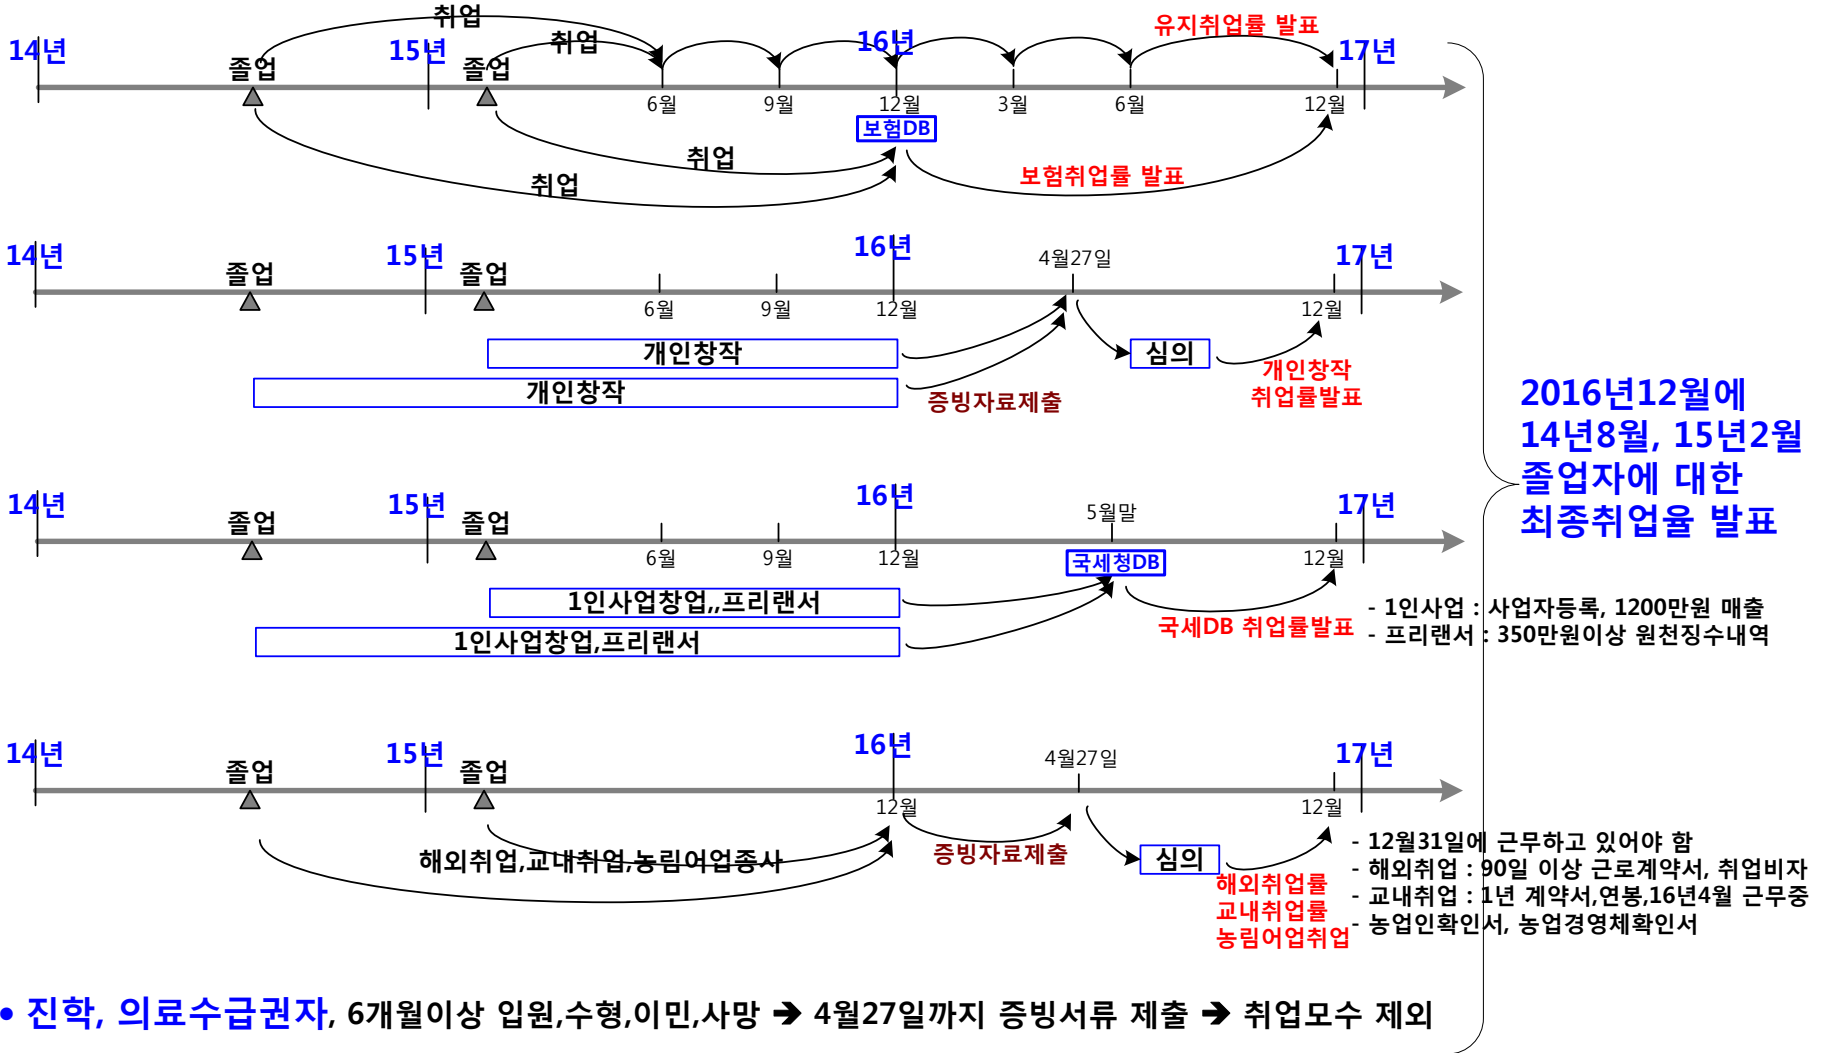 취업
14년
15년
취업
16년
유지취업률 발표
17년
졸업
졸업
6월
9월
12월
3월
6월
12월
보험DB
취업
취업
보험취업률 발표
14년
15년
16년
4월27일
17년
졸업
졸업
6월
9월
12월
12월
개인창작
심의
개인창작
취업률발표
개인창작
증빙자료제출
2016년12월에
14년8월, 15년2월
졸업자에 대한
최종취업율 발표
14년
15년
16년
5월말
17년
졸업
졸업
6월
9월
12월
국세청DB
12월
1인사업창업,,프리랜서
1인사업창업,프리랜서
국세DB 취업률발표
- 1인사업 : 사업자등록, 1200만원 매출
- 프리랜서 : 350만원이상 원천징수내역
14년
15년
16년
4월27일
17년
졸업
졸업
12월
12월
해외취업,교내취업,농림어업종사
증빙자료제출
심의
해외취업률
교내취업률
농림어업취업
- 12월31일에 근무하고 있어야 함
- 해외취업 : 90일 이상 근로계약서, 취업비자
- 교내취업 : 1년 계약서,연봉,16년4월 근무중
- 농업인확인서, 농업경영체확인서
• 진학, 의료수급권자, 6개월이상 입원,수형,이민,사망 ➔ 4월27일까지 증빙서류 제출 ➔ 취업모수 제외